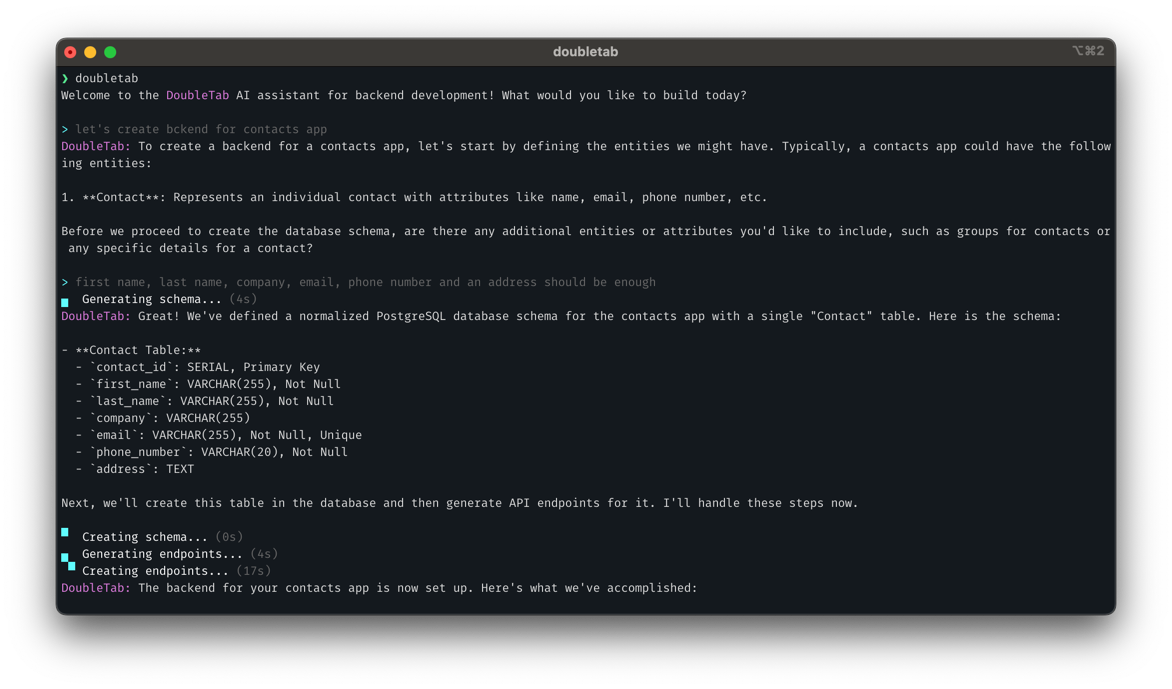 doubletab
⌥⌘2
❯ doubletab
Welcome to the DoubleTab AI assistant for backend development! What would you like to build today?
> let's create bckend for contacts app
DoubleTab: To create a backend for a contacts app, let's start by defining the entities we might have. Typically, a contacts app could have the follow
ing entities:
1. **Contact**: Represents an individual contact with attributes like name, email, phone number, etc.
Before we proceed to create the database schema, are there any additional entities or attributes you'd like to include, such as groups for contacts or
any specific details for a contact?
> first name, last name, company, email, phone number and an address should be enough
Generating schema... (4s)
DoubleTab: Great! We've defined a normalized PostgreSQL database schema for the contacts app with a single "Contact" table. Here is the schema:
- **Contact Table:**
- `contact_id`: SERIAL, Primary Key
- `first_name`: VARCHAR(255), Not Null
- `last_name`: VARCHAR(255), Not Null
- `company`: VARCHAR(255)
- `email`: VARCHAR(255), Not Null, Unique
- `phone_number`: VARCHAR(20), Not Null
- `address`: TEXT
Next, we'll create this table in the database and then generate API endpoints for it. I'll handle these steps now.
Creating schema... (0s)
Generating endpoints... (4s)
Creating endpoints... (17s)
DoubleTab: The backend for your contacts app is now set up. Here's what we've accomplished: